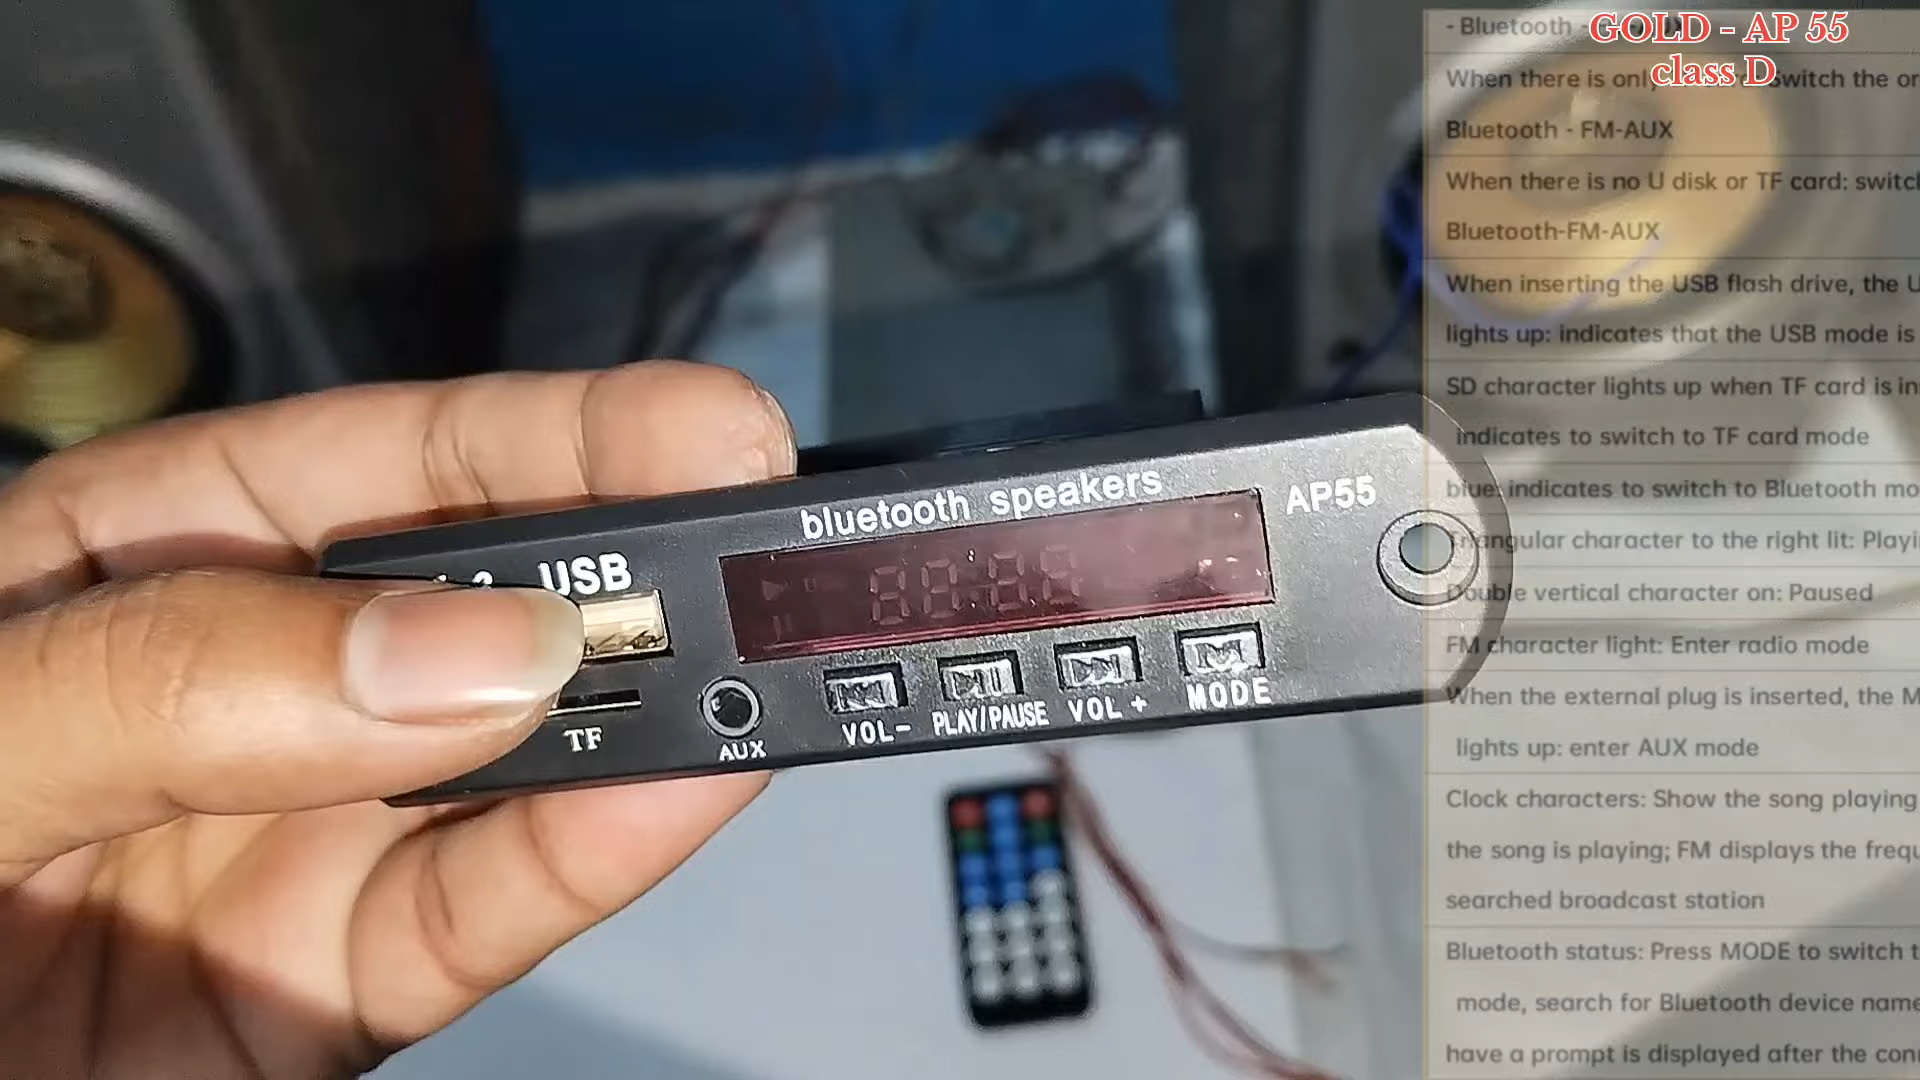 GOLD - AP 55
class D
- Bluetooth -
When there is only Switch the or
Bluetooth - FM-AUX
When there is no U disk or TF card: switch
Bluetooth-FM-AUX
When inserting the USB flash drive, the U
lights up: indicates that the USB mode is
SD character lights up when TF card is in
indicates to switch to TF card mode
blue: indicates to switch to Bluetooth mo
Triangular character to the right lit: Playi
Double vertical character on: Paused
FM character light: Enter radio mode
When the external plug is inserted, the M
lights up: enter AUX mode
Clock characters: Show the song playing
the song is playing; FM displays the frequ
searched broadcast station
Bluetooth status: Press MODE to switch t
mode, search for Bluetooth device name
have a prompt is displayed after the con
bluetooth speakers
AP55
USB
TF
AUX
VOL-
PLAY/PAUSE
VOL+
MODE